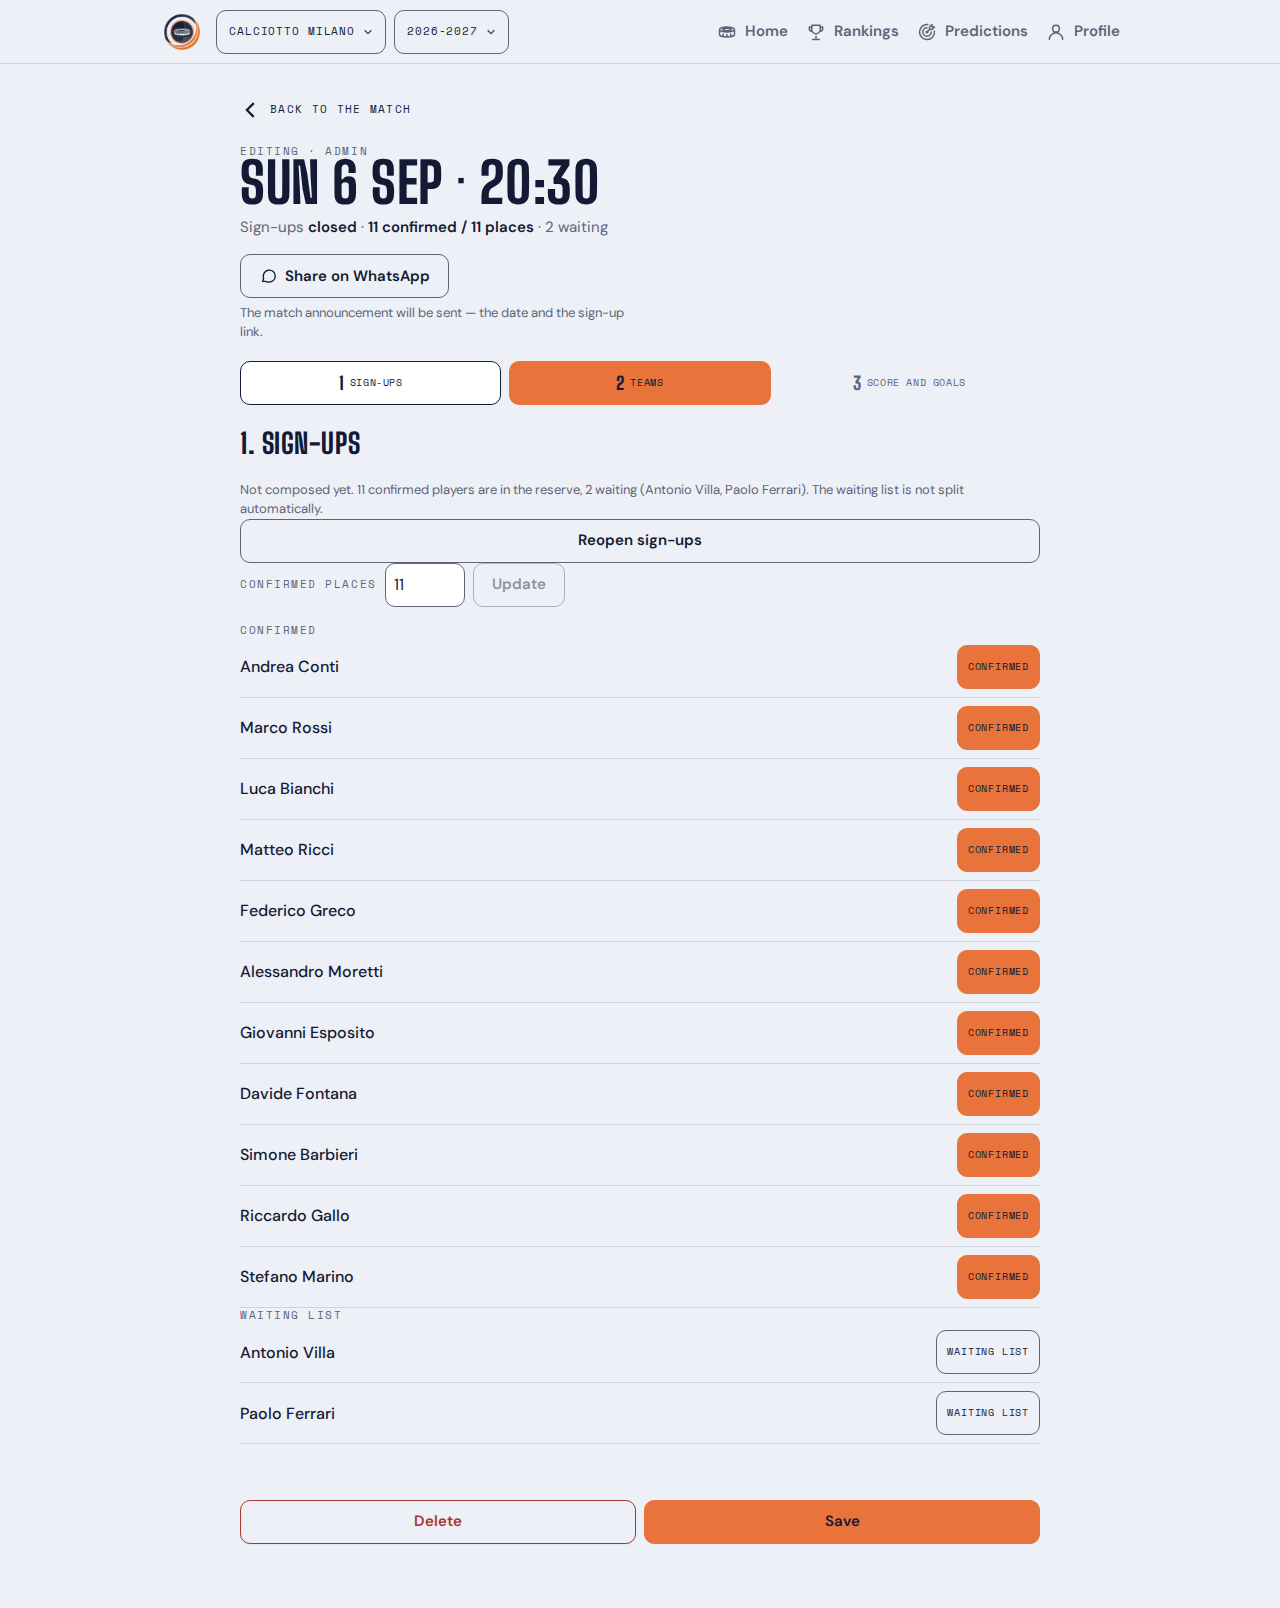 CALCIOTTO MILANO
2026-2027
Home
Rankings
Predictions
Profile
BACK TO THE MATCH
EDITING · ADMIN
SUN 6 SEP · 20:30
Sign-ups closed · 11 confirmed / 11 places · 2 waiting
Share on WhatsApp
The match announcement will be sent — the date and the sign-up
link.
1 SIGN-UPS
2 TEAMS
3 SCORE AND GOALS
1. SIGN-UPS
Not composed yet. 11 confirmed players are in the reserve, 2 waiting (Antonio Villa, Paolo Ferrari). The waiting list is not split
automatically.
Reopen sign-ups
CONFIRMED PLACES 11 Update
CONFIRMED
Andrea Conti CONFIRMED
Marco Rossi CONFIRMED
Luca Bianchi CONFIRMED
Matteo Ricci CONFIRMED
Federico Greco CONFIRMED
Alessandro Moretti CONFIRMED
Giovanni Esposito CONFIRMED
Davide Fontana CONFIRMED
Simone Barbieri CONFIRMED
Riccardo Gallo CONFIRMED
Stefano Marino CONFIRMED
WAITING LIST
Antonio Villa WAITING LIST
Paolo Ferrari WAITING LIST
Delete
Save